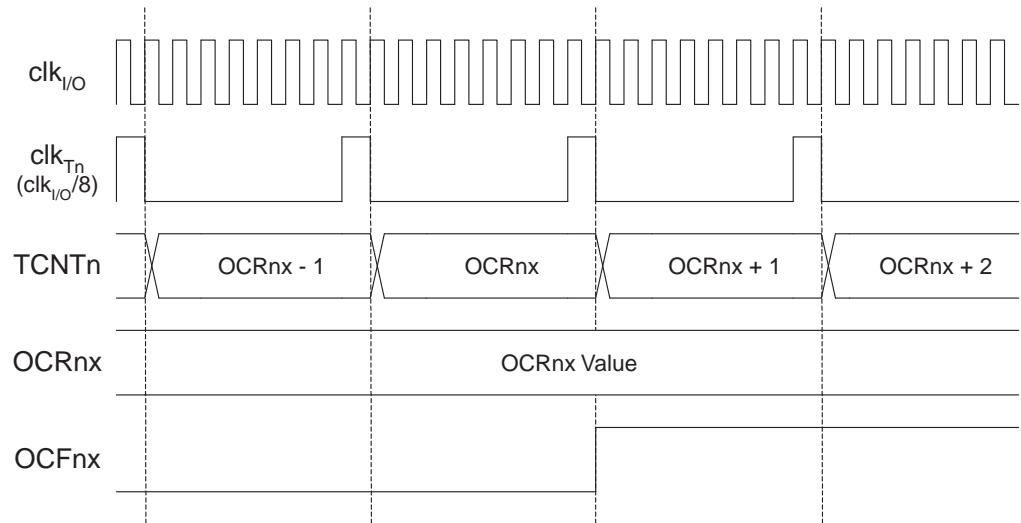 clkI/O
clkTn
(clkI/O/8)
TCNTn OCRnx - 1 OCRnx OCRnx + 1 OCRnx + 2
OCRnx OCRnx Value
OCFnx